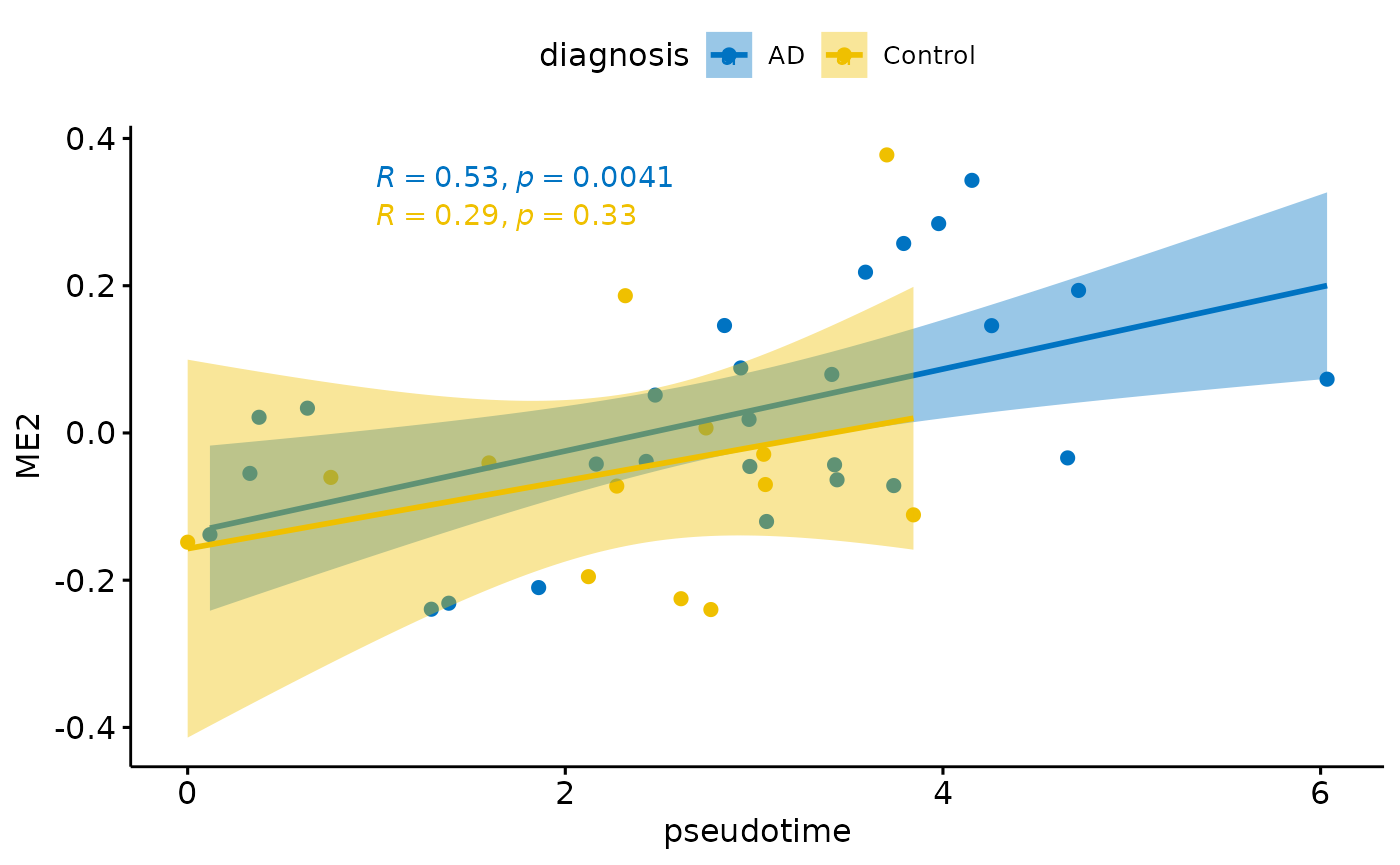 diagnosis AD Control
0.4
R = 0.53, p = 0.0041
R = 0.29, p = 0.33
0.2
0.0
ME2
-0.2
-0.4
0 2 4 6
pseudotime